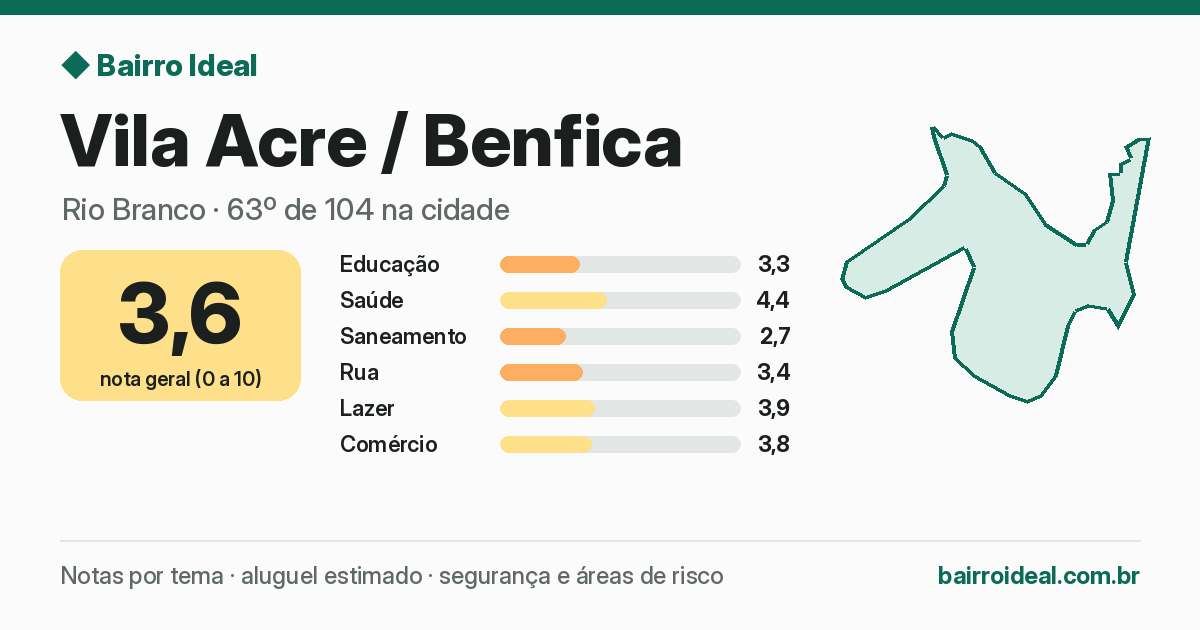 Bairro Ideal
Vila Acre / Benfica
Rio Branco · 63º de 104 na cidade
3,6
nota geral (0 a 10)
Educação 3,3
Saúde 4,4
Saneamento 2,7
Rua 3,4
Lazer 3,9
Comércio 3,8
Notas por tema · aluguel estimado · segurança e áreas de risco
bairroideal.com.br